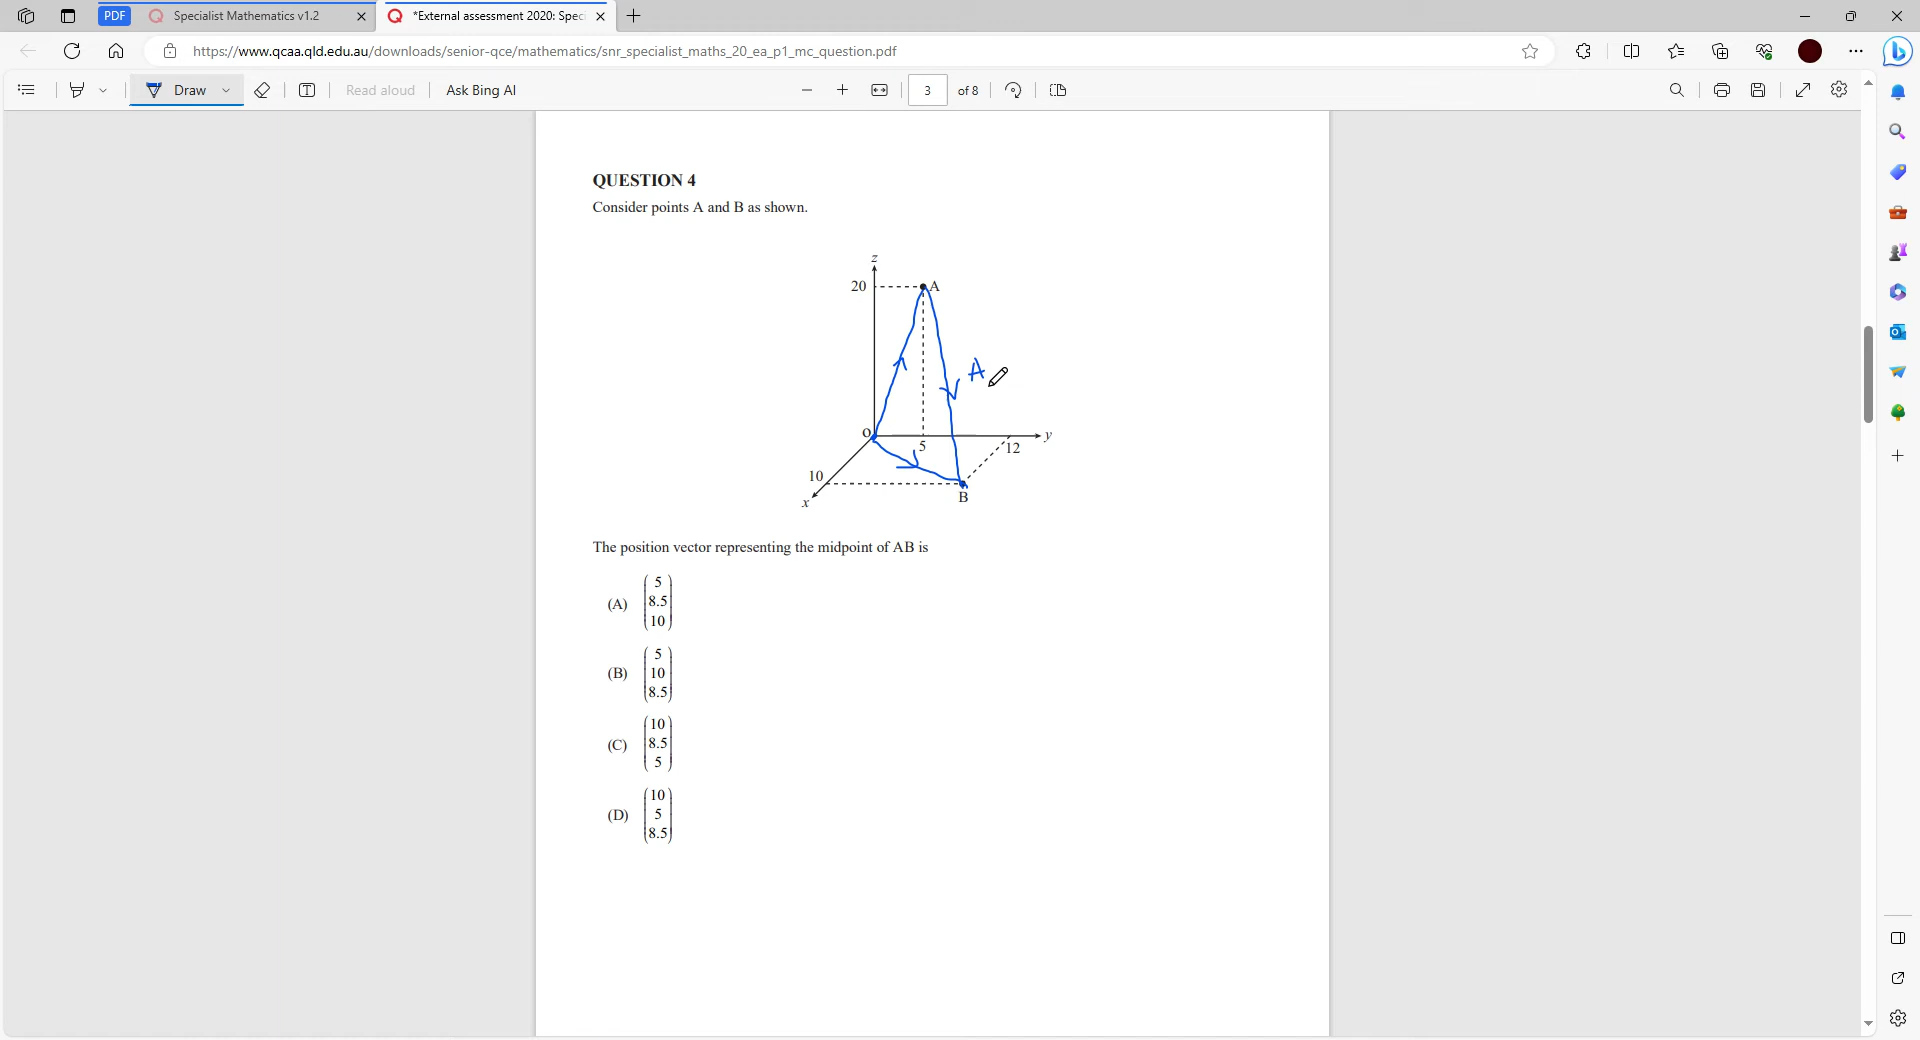 PDF
Specialist Mathematics v1.2
*External assessment 2020: Spec
https://www.qcaa.qld.edu.au/downloads/senior-qce/mathematics/snr_specialist_maths_20_ea_p1_mc_question.pdf
Draw
Read aloud
Ask Bing AI
3 of 8
QUESTION 4
Consider points A and B as shown.
z
20
A
A
O
5
12
y
10
x
B
The position vector representing the midpoint of AB is
(A)
5
8.5
10
(B)
5
10
8.5
(C)
10
8.5
5
(D)
10
5
8.5